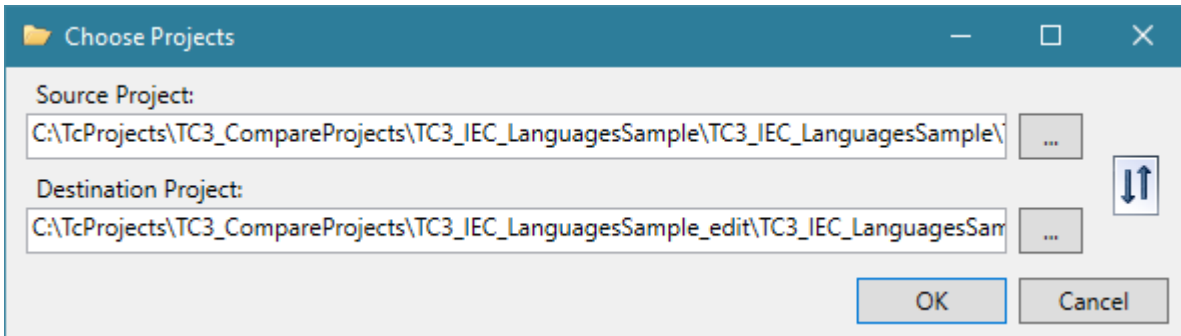 Choose Projects
Source Project:
C:\TcProjects\TC3_CompareProjects\TC3_IEC_LanguagesSample\TC3_IEC_LanguagesSample\
...
Destination Project:
C:\TcProjects\TC3_CompareProjects\TC3_IEC_LanguagesSample_edit\TC3_IEC_LanguagesSam
...
OK Cancel